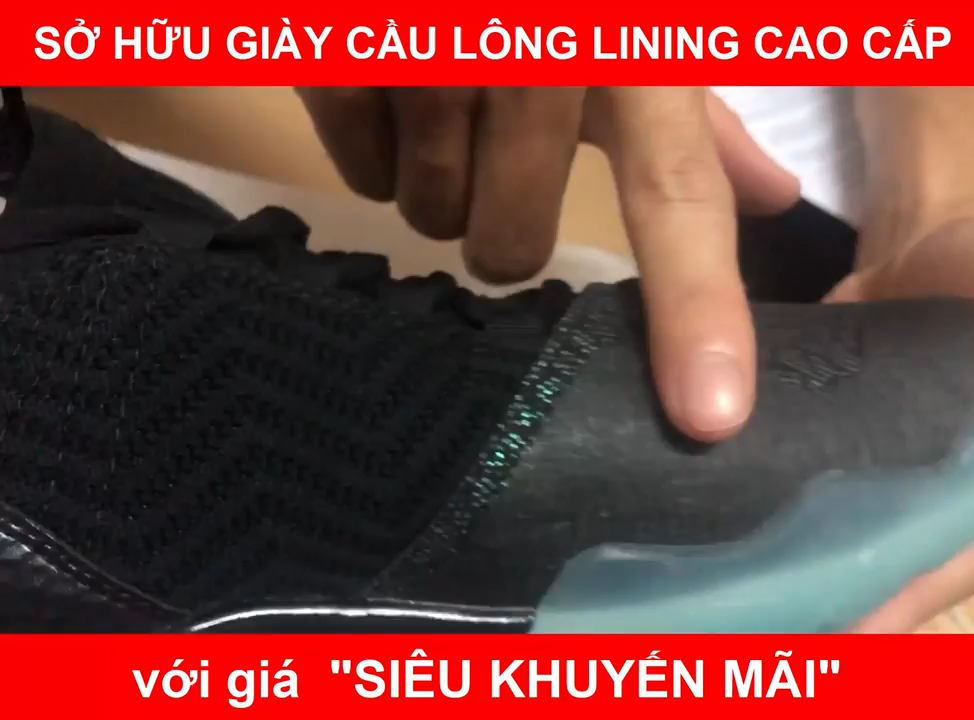 SỞ HỮU GIÀY CẦU LÔNG LINING CAO CẤP
với giá "SIÊU KHUYẾN MÃI"